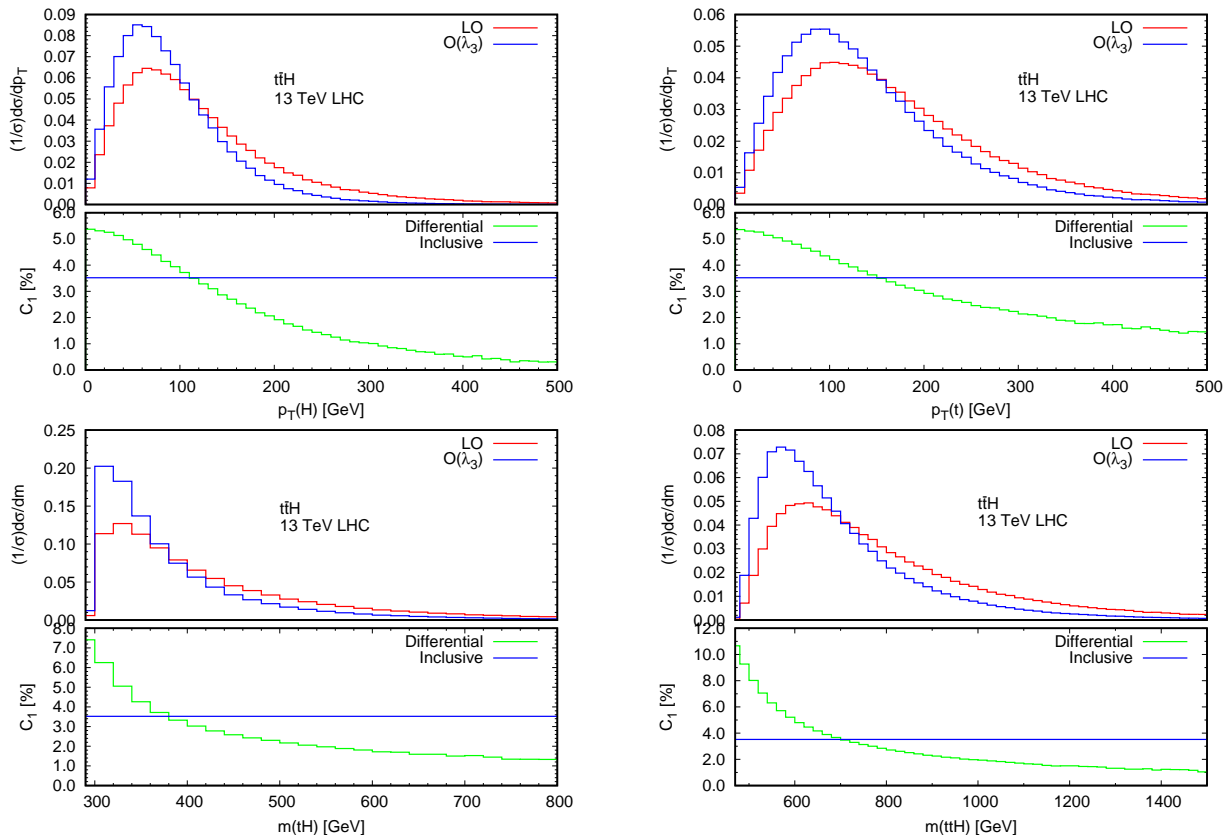 0.09
0.08
0.07
0.06
0.05
0.04
0.03
0.02
0.01
0.00
(1/σ)dσ/dp_T
LO
O(λ₃)
tt̄H
13 TeV LHC
6.0
5.0
4.0
3.0
2.0
1.0
0.0
C₁ [%]
Differential
Inclusive
0 100 200 300 400 500
p_T(H) [GeV]
0.06
0.05
0.04
0.03
0.02
0.01
0.00
(1/σ)dσ/dp_T
LO
O(λ₃)
tt̄H
13 TeV LHC
6.0
5.0
4.0
3.0
2.0
1.0
0.0
C₁ [%]
Differential
Inclusive
0 100 200 300 400 500
p_T(t) [GeV]
0.25
0.20
0.15
0.10
0.05
0.00
(1/σ)dσ/dm
LO
O(λ₃)
tt̄H
13 TeV LHC
8.0
7.0
6.0
5.0
4.0
3.0
2.0
1.0
0.0
C₁ [%]
Differential
Inclusive
300 400 500 600 700 800
m(tH) [GeV]
0.08
0.07
0.06
0.05
0.04
0.03
0.02
0.01
0.00
(1/σ)dσ/dm
LO
O(λ₃)
tt̄H
13 TeV LHC
12.0
10.0
8.0
6.0
4.0
2.0
0.0
C₁ [%]
Differential
Inclusive
600 800 1000 1200 1400
m(ttH) [GeV]